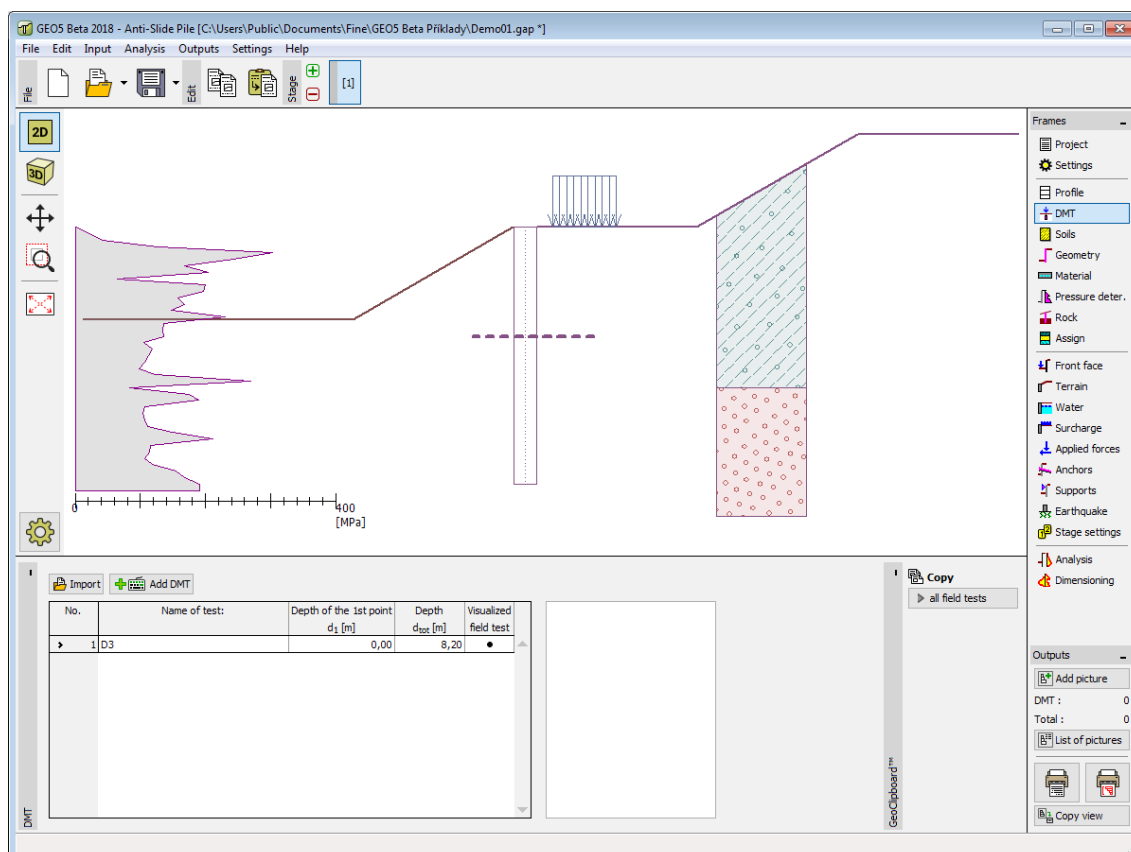 GEO5 Beta 2018 - Anti-Slide Pile [C:\Users\Public\Documents\Fine\GEO5 Beta Příklady\Demo01.gap *]
File Edit Input Analysis Outputs Settings Help
File
Edit
Stage
[1]
2D
3D
0
400
[MPa]
Frames
Project
Settings
Profile
DMT
Soils
Geometry
Material
Pressure deter.
Rock
Assign
Front face
Terrain
Water
Surcharge
Applied forces
Anchors
Supports
Earthquake
Stage settings
Analysis
Dimensioning
DMT
Import
Add DMT
No. Name of test: Depth of the 1st point Depth Visualized
d1 [m] dtot [m] field test
1 D3 0,00 8,20
GeoClipboard™
Copy
all field tests
Outputs
Add picture
DMT : 0
Total : 0
List of pictures
Copy view